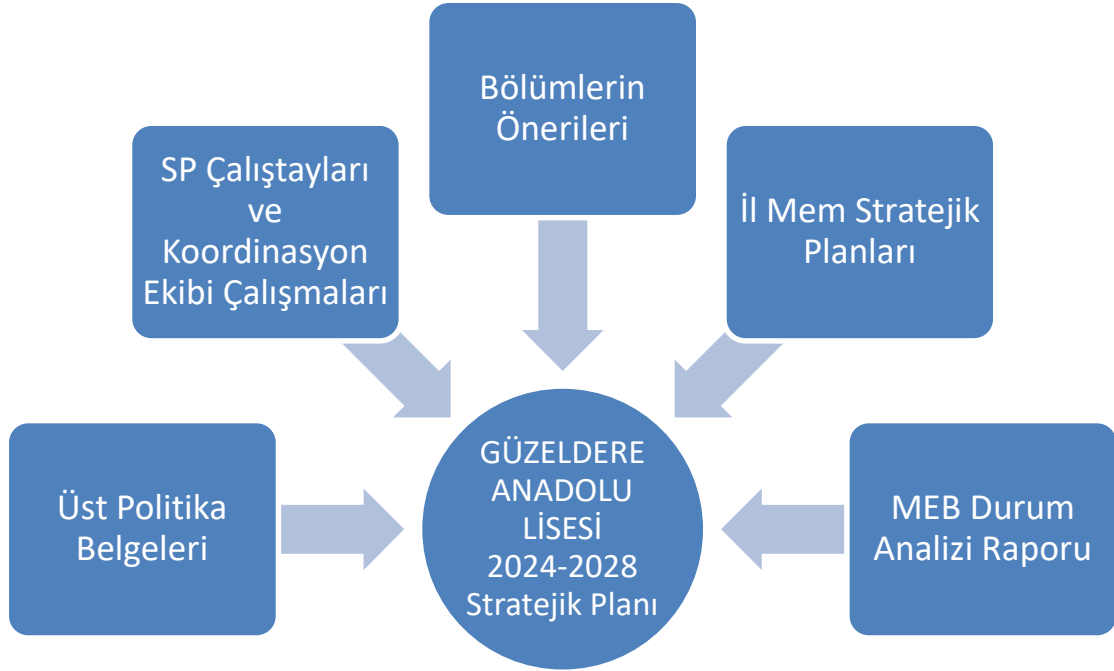 Bölümlerin
Önerileri
SP Çalıştayları
ve
Koordinasyon
Ekibi Çalışmaları
İl Mem Stratejik
Planları
Üst Politika
Belgeleri
GÜZELDERE
ANADOLU
LİSESİ
2024-2028
Stratejik Planı
MEB Durum
Analizi Raporu